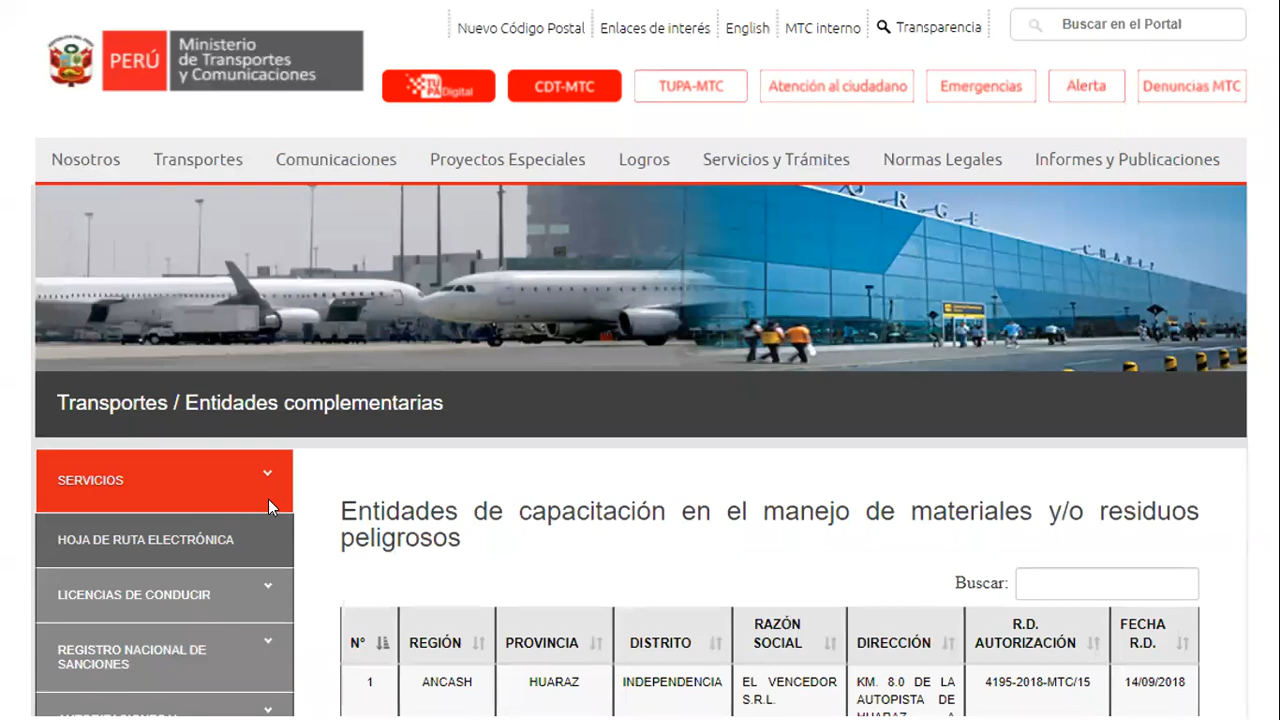 Nuevo Código Postal
Enlaces de interés
English
MTC interno
Transparencia
Buscar en el Portal
PERÚ
Ministerio
de Transportes
y Comunicaciones
TUPA Digital
CDT-MTC
TUPA-MTC
Atención al ciudadano
Emergencias
Alerta
Denuncias MTC
Nosotros
Transportes
Comunicaciones
Proyectos Especiales
Logros
Servicios y Trámites
Normas Legales
Informes y Publicaciones
ORGE
CHAVEZ
Transportes / Entidades complementarias
SERVICIOS
HOJA DE RUTA ELECTRÓNICA
LICENCIAS DE CONDUCIR
REGISTRO NACIONAL DE
SANCIONES
Entidades de capacitación en el manejo de materiales y/o residuos
peligrosos
Buscar:
N°
REGIÓN
PROVINCIA
DISTRITO
RAZÓN
SOCIAL
DIRECCIÓN
R.D.
AUTORIZACIÓN
FECHA
R.D.
1
ANCASH
HUARAZ
INDEPENDENCIA
EL VENCEDOR
S.R.L.
KM. 8.0 DE LA
AUTOPISTA DE
HUARAZ A
4195-2018-MTC/15
14/09/2018